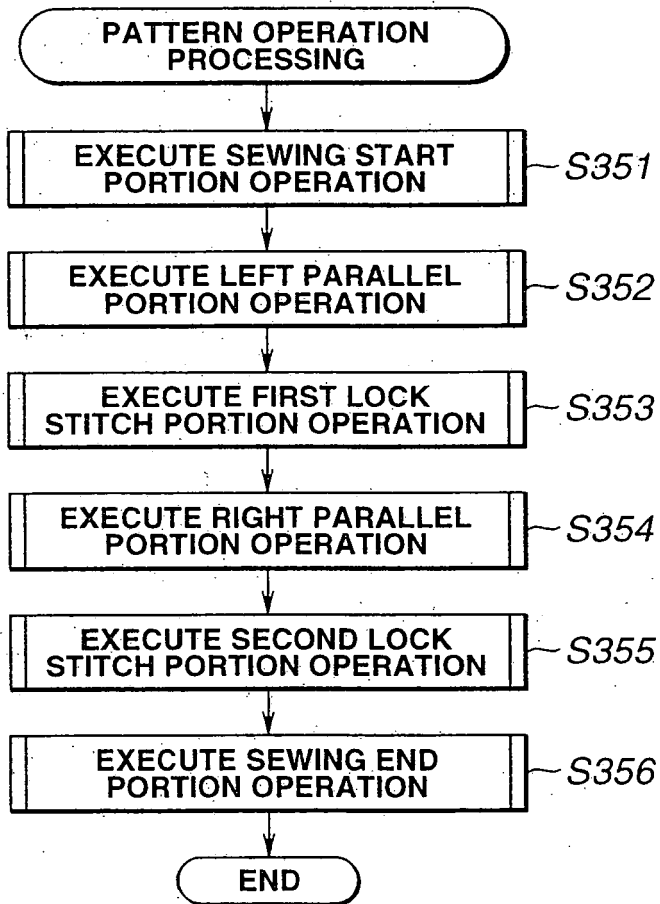 PATTERN OPERATION
PROCESSING
EXECUTE SEWING START
PORTION OPERATION
S351
EXECUTE LEFT PARALLEL
PORTION OPERATION
S352
EXECUTE FIRST LOCK
STITCH PORTION OPERATION
S353
EXECUTE RIGHT PARALLEL
PORTION OPERATION
S354
EXECUTE SECOND LOCK
STITCH PORTION OPERATION
S355
EXECUTE SEWING END
PORTION OPERATION
S356
END